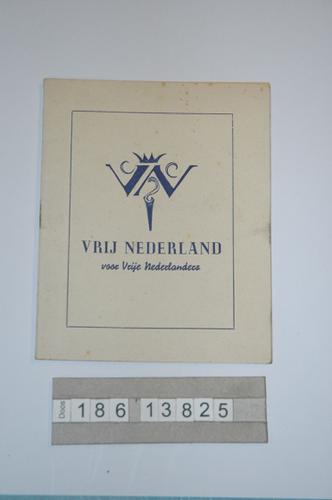 VRIJ NEDERLAND
voor Vrije Nederlanders
Doos 186 13825